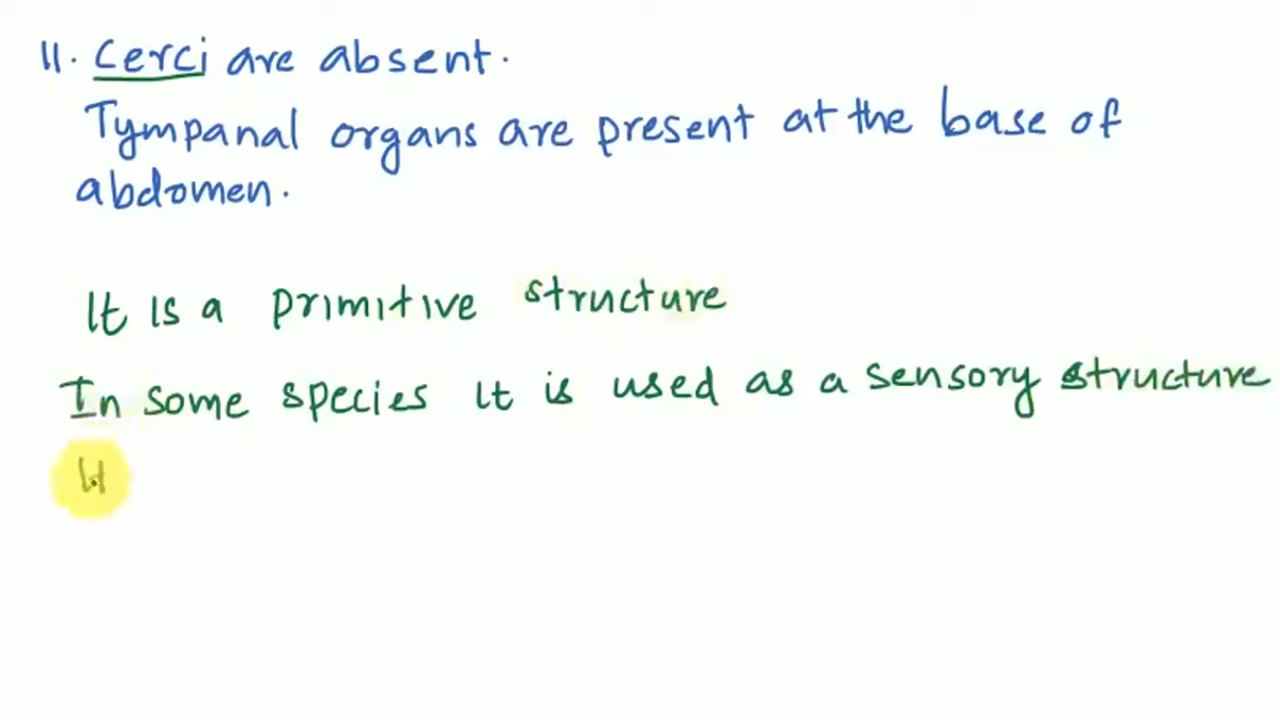 11. Cerci are absent.
Tympanal organs are present at the base of
abdomen.
It is a primitive structure
In some species it is used as a sensory structure